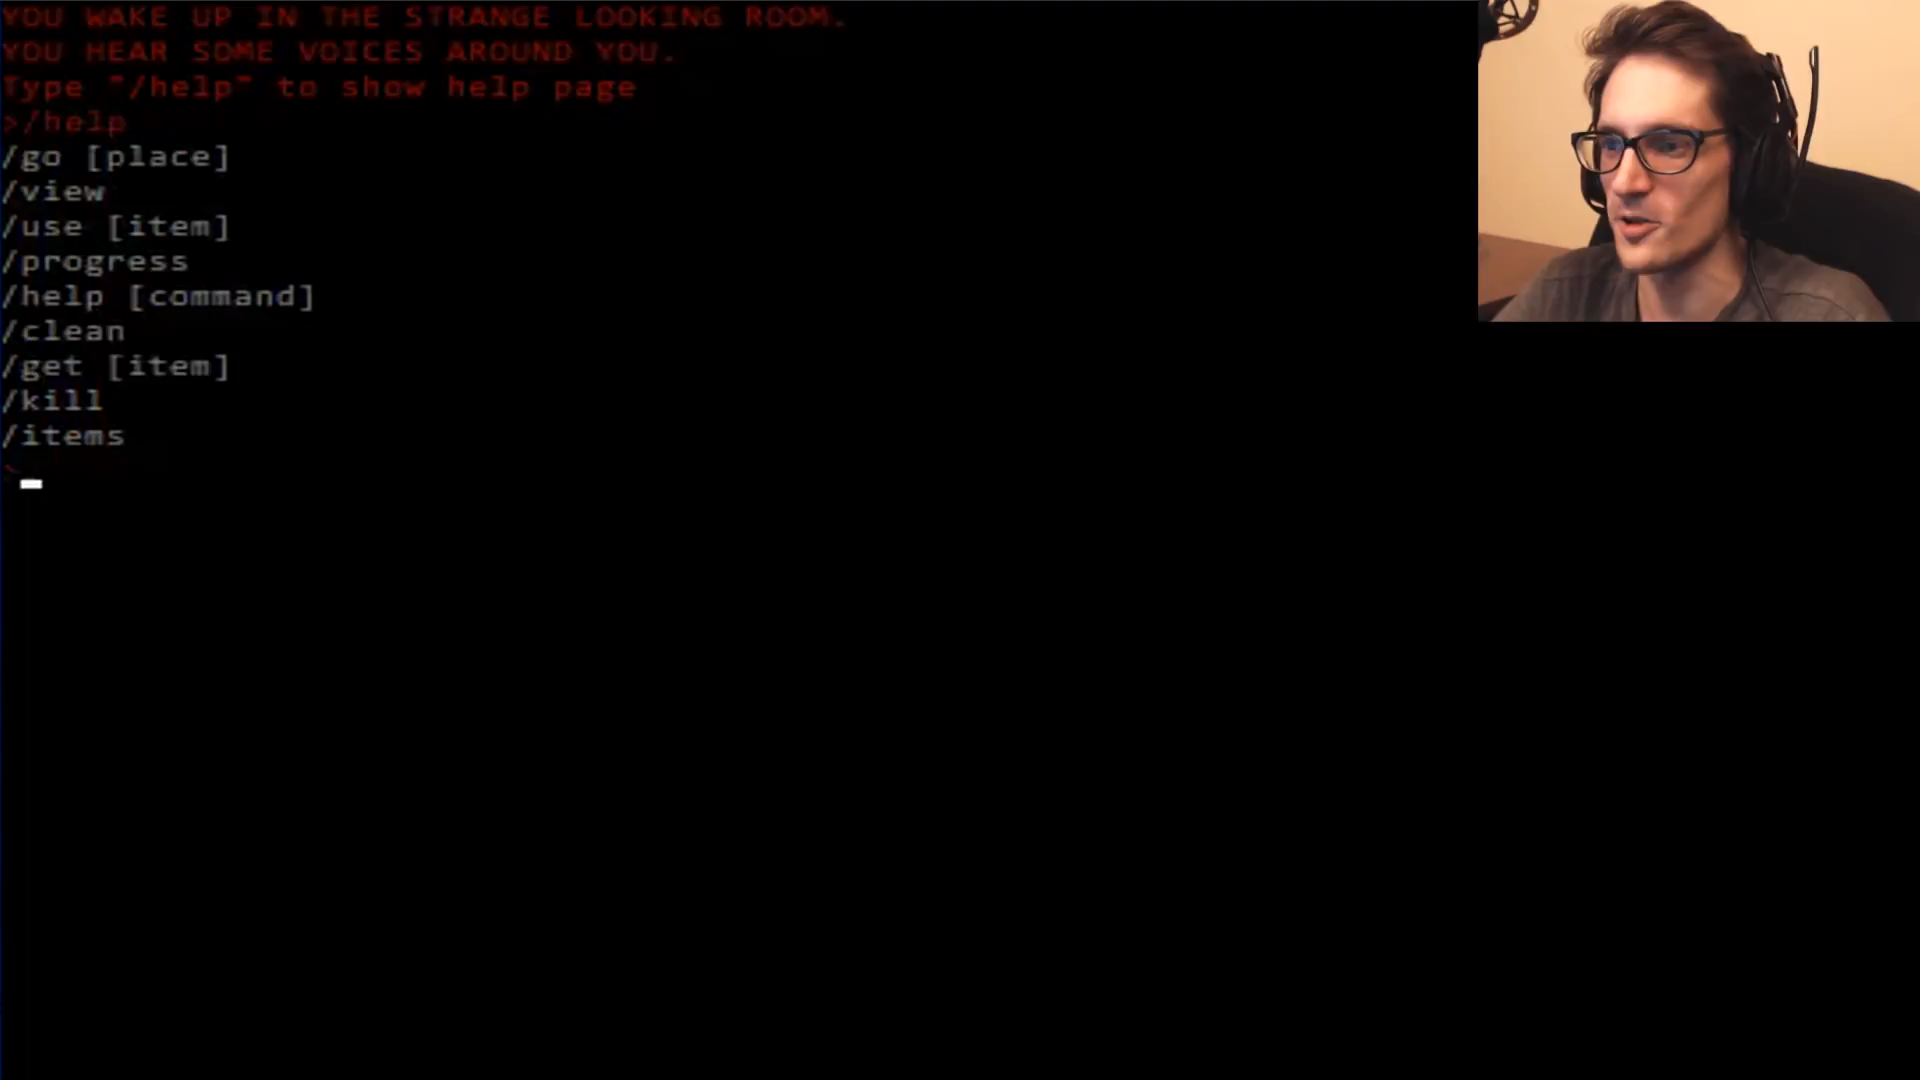 YOU WAKE UP IN THE STRANGE LOOKING ROOM.
YOU HEAR SOME VOICES AROUND YOU.
Type "/help" to show help page
>/help
/go [place]
/view
/use [item]
/progress
/help [command]
/clean
/get [item]
/kill
/items